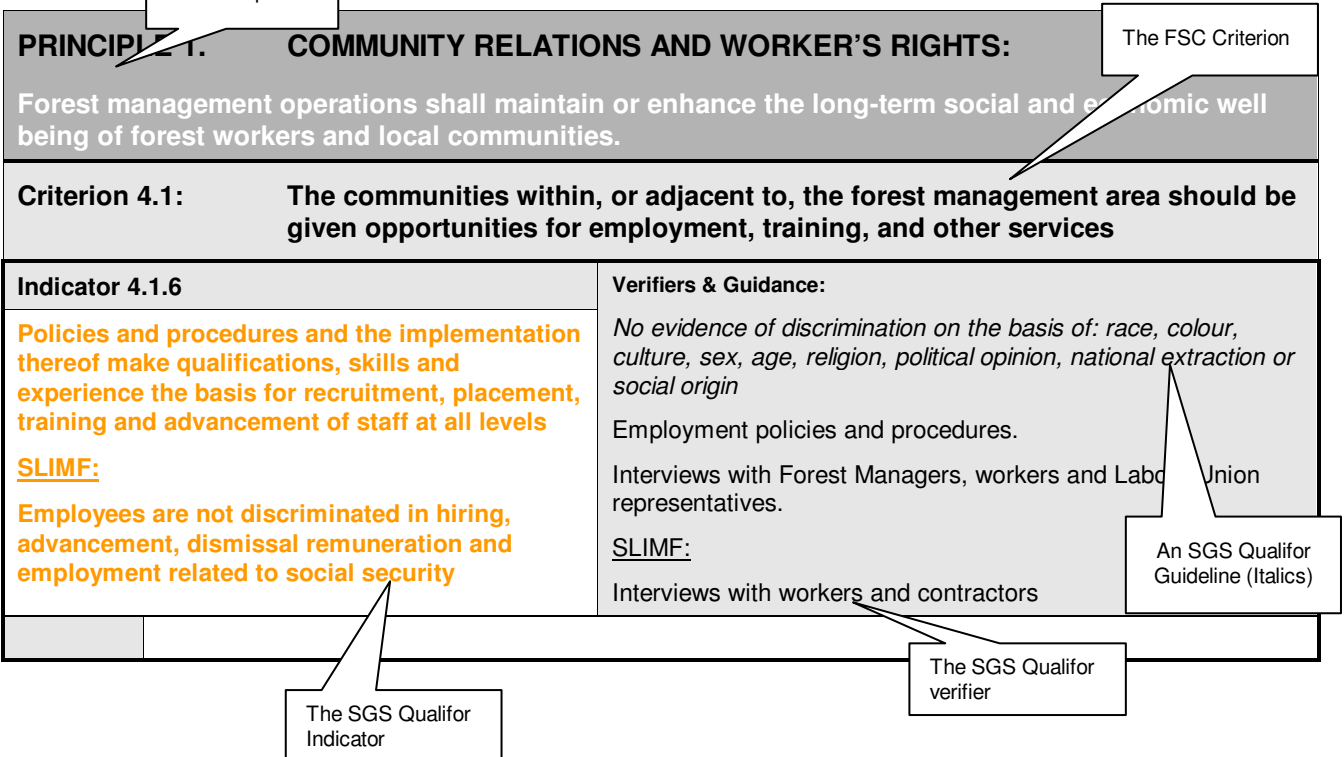 PRINCIPLE 1. COMMUNITY RELATIONS AND WORKER'S RIGHTS:
The FSC Criterion
Forest management operations shall maintain or enhance the long-term social and economic well
being of forest workers and local communities.
Criterion 4.1: The communities within, or adjacent to, the forest management area should be
given opportunities for employment, training, and other services
Indicator 4.1.6
Policies and procedures and the implementation
thereof make qualifications, skills and
experience the basis for recruitment, placement,
training and advancement of staff at all levels
SLIMF:
Employees are not discriminated in hiring,
advancement, dismissal remuneration and
employment related to social security
Verifiers & Guidance:
No evidence of discrimination on the basis of: race, colour,
culture, sex, age, religion, political opinion, national extraction or
social origin
Employment policies and procedures.
Interviews with Forest Managers, workers and Labour Union
representatives.
SLIMF:
Interviews with workers and contractors
An SGS Qualifor
Guideline (Italics)
The SGS Qualifor
verifier
The SGS Qualifor
Indicator